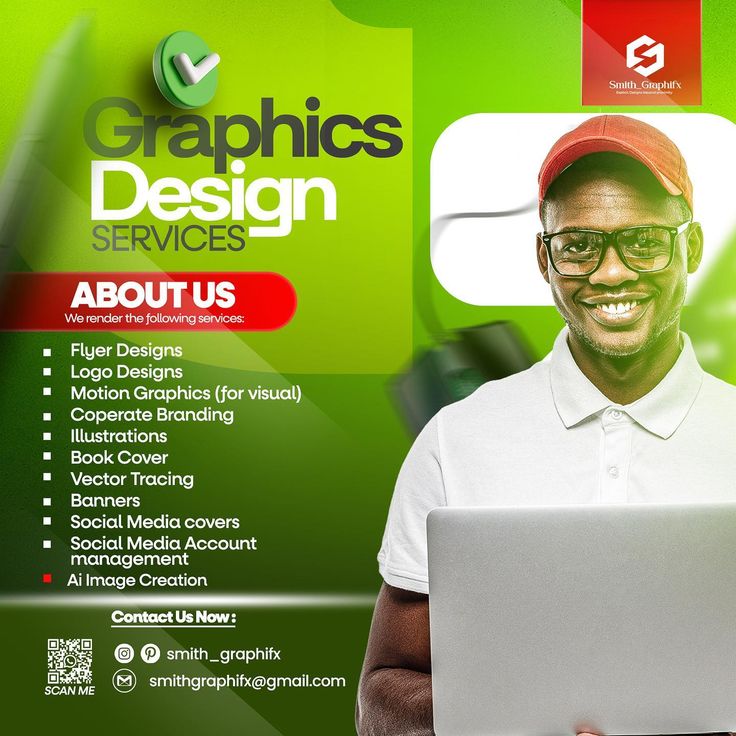 Smith_Graphifx
Graphics
Design
SERVICES
ABOUT US
We render the following services:
Flyer Designs
Logo Designs
Motion Graphics (for visual)
Coperate Branding
Illustrations
Book Cover
Vector Tracing
Banners
Social Media covers
Social Media Account
management
Ai Image Creation
Contact Us Now :
smith_graphifx
smithgraphifx@gmail.com
SCAN ME